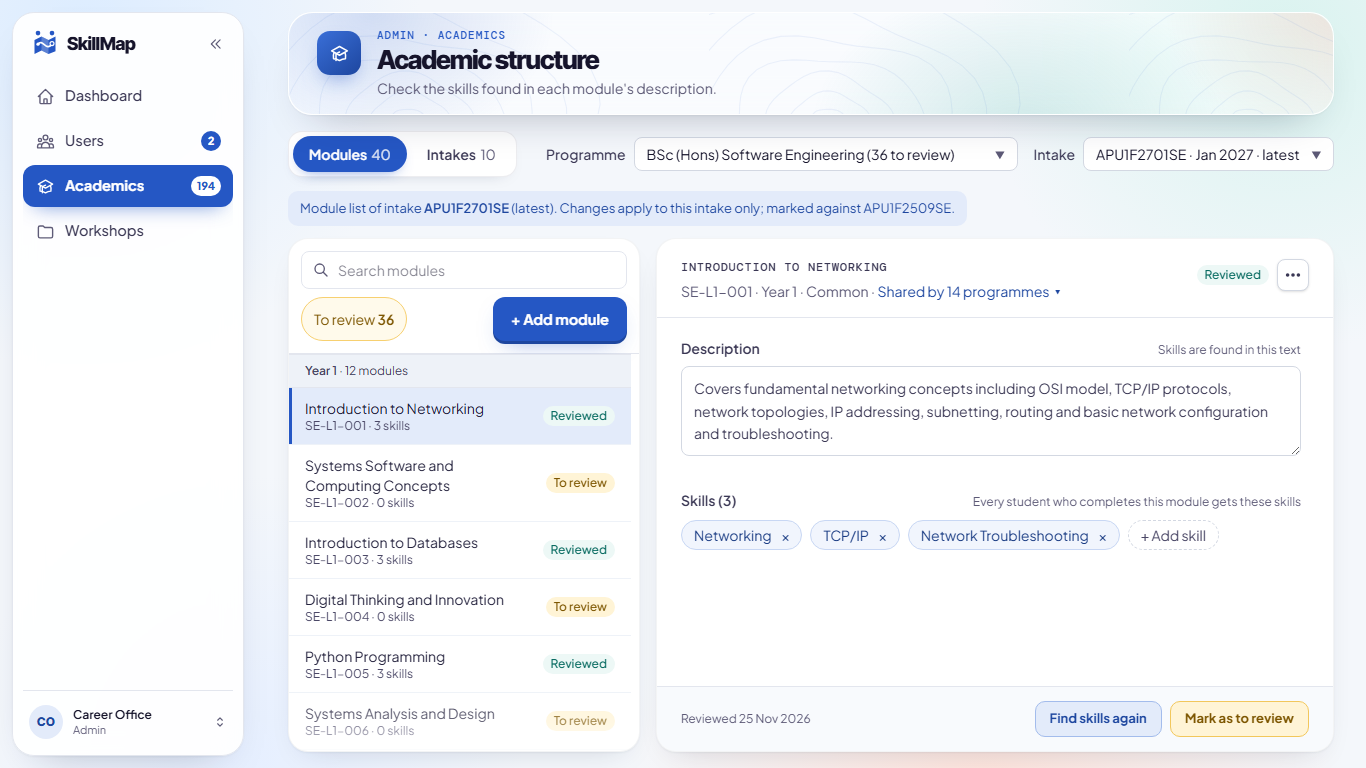 SkillMap
Dashboard
Users 2
Academics 194
Workshops
CO
Career Office
Admin
ADMIN · ACADEMICS
Academic structure
Check the skills found in each module's description.
Modules 40
Intakes 10
Programme
BSc (Hons) Software Engineering (36 to review)
Intake
APU1F2701SE · Jan 2027 · latest
Module list of intake APU1F2701SE (latest). Changes apply to this intake only; marked against APU1F2509SE.
Search modules
To review 36
+ Add module
Year 1 · 12 modules
Introduction to Networking
SE-L1-001 · 3 skills
Reviewed
Systems Software and
Computing Concepts
SE-L1-002 · 0 skills
To review
Introduction to Databases
SE-L1-003 · 3 skills
Reviewed
Digital Thinking and Innovation
SE-L1-004 · 0 skills
To review
Python Programming
SE-L1-005 · 3 skills
Reviewed
Systems Analysis and Design
SE-L1-006 · 0 skills
To review
INTRODUCTION TO NETWORKING
SE-L1-001 · Year 1 · Common · Shared by 14 programmes
Reviewed
Description
Skills are found in this text
Covers fundamental networking concepts including OSI model, TCP/IP protocols,
network topologies, IP addressing, subnetting, routing and basic network configuration
and troubleshooting.
Skills (3)
Every student who completes this module gets these skills
Networking ×
TCP/IP ×
Network Troubleshooting ×
+ Add skill
Reviewed 25 Nov 2026
Find skills again
Mark as to review